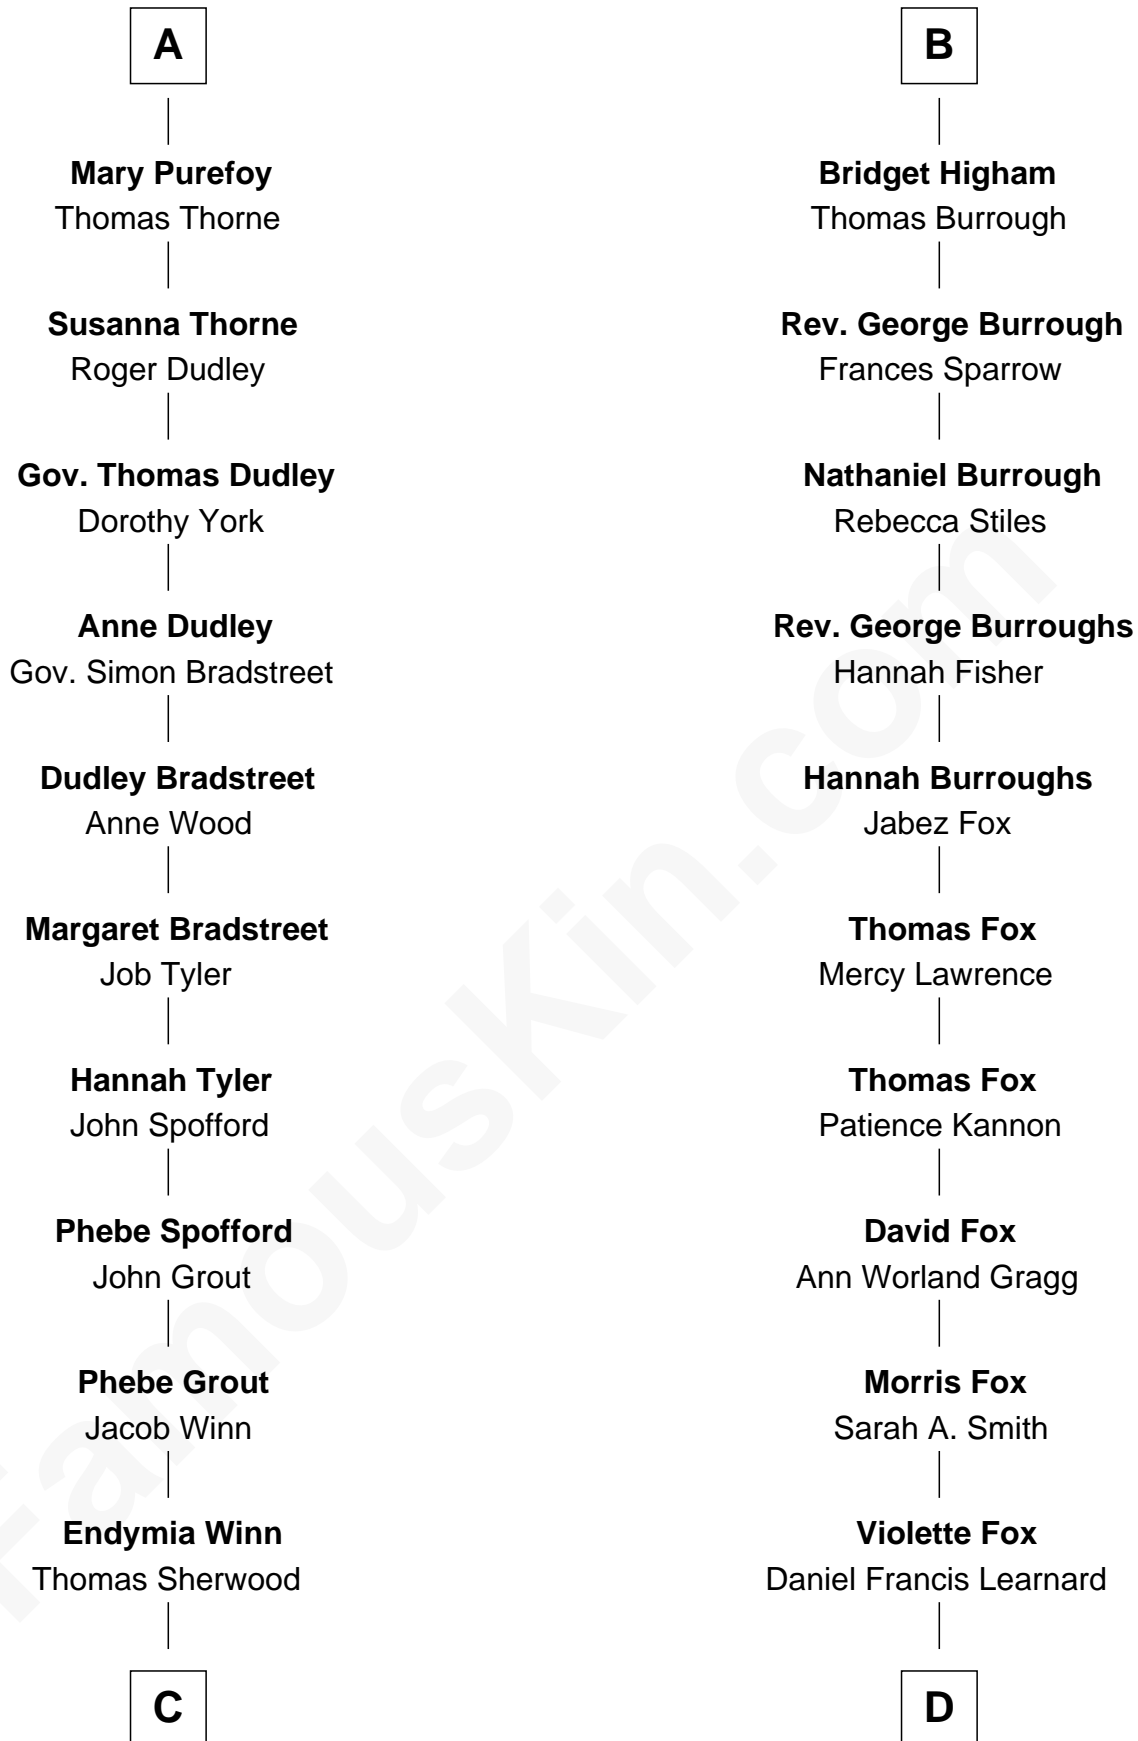 A
Mary Purefoy
Thomas Thorne
Susanna Thorne
Roger Dudley
Gov. Thomas Dudley
Dorothy York
Anne Dudley
Gov. Simon Bradstreet
Dudley Bradstreet
Anne Wood
Margaret Bradstreet
Job Tyler
Hannah Tyler
John Spofford
Phebe Spofford
John Grout
Phebe Grout
Jacob Winn
Endymia Winn
Thomas Sherwood
C
B
Bridget Higham
Thomas Burrough
Rev. George Burrough
Frances Sparrow
Nathaniel Burrough
Rebecca Stiles
Rev. George Burroughs
Hannah Fisher
Hannah Burroughs
Jabez Fox
Thomas Fox
Mercy Lawrence
Thomas Fox
Patience Kannon
David Fox
Ann Worland Gragg
Morris Fox
Sarah A. Smith
Violette Fox
Daniel Francis Learnard
D
FamousKin.com